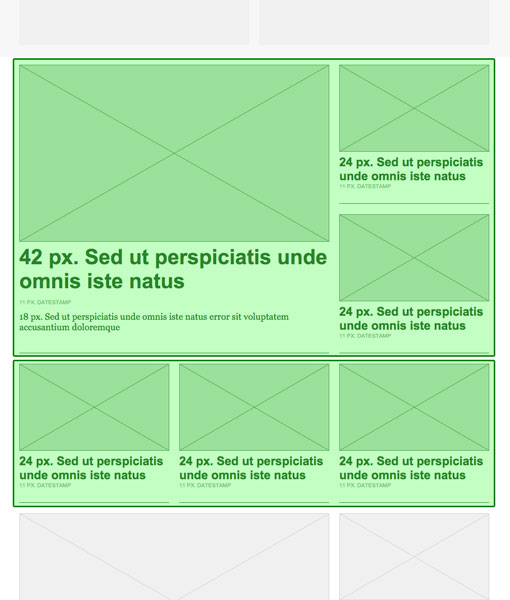 42 px. Sed ut perspiciatis unde
omnis iste natus
11 PX. DATESTAMP
18 px. Sed ut perspiciatis unde omnis iste natus error sit voluptatem
accusantium doloremque
24 px. Sed ut perspiciatis
unde omnis iste natus
11 PX. DATESTAMP
24 px. Sed ut perspiciatis
unde omnis iste natus
11 PX. DATESTAMP
24 px. Sed ut perspiciatis
unde omnis iste natus
11 PX. DATESTAMP
24 px. Sed ut perspiciatis
unde omnis iste natus
11 PX. DATESTAMP
24 px. Sed ut perspiciatis
unde omnis iste natus
11 PX. DATESTAMP